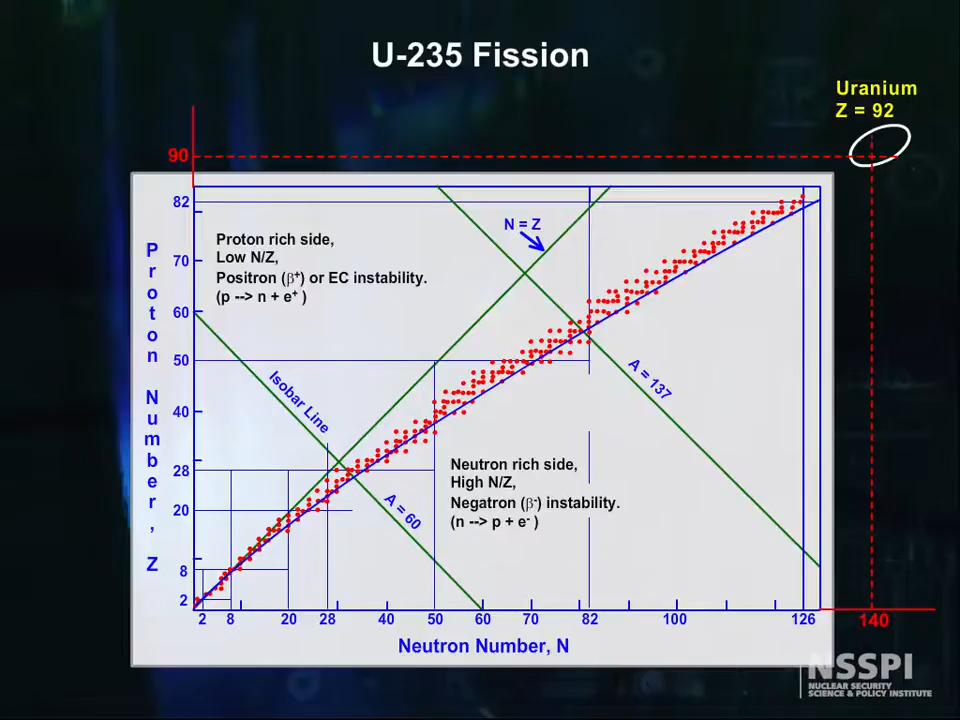 U-235 Fission
Uranium
Z = 92
90
82
70
60
50
40
28
20
8
2
Proton Number, Z
Proton rich side,
Low N/Z,
Positron (β+) or EC instability.
(p --> n + e+ )
N = Z
Isobar Line
A = 60
A = 137
Neutron rich side,
High N/Z,
Negatron (β-) instability.
(n --> p + e- )
2 8 20 28 40 50 60 70 82 100 126 140
Neutron Number, N
NSSPI
NUCLEAR SECURITY
SCIENCE & POLICY INSTITUTE